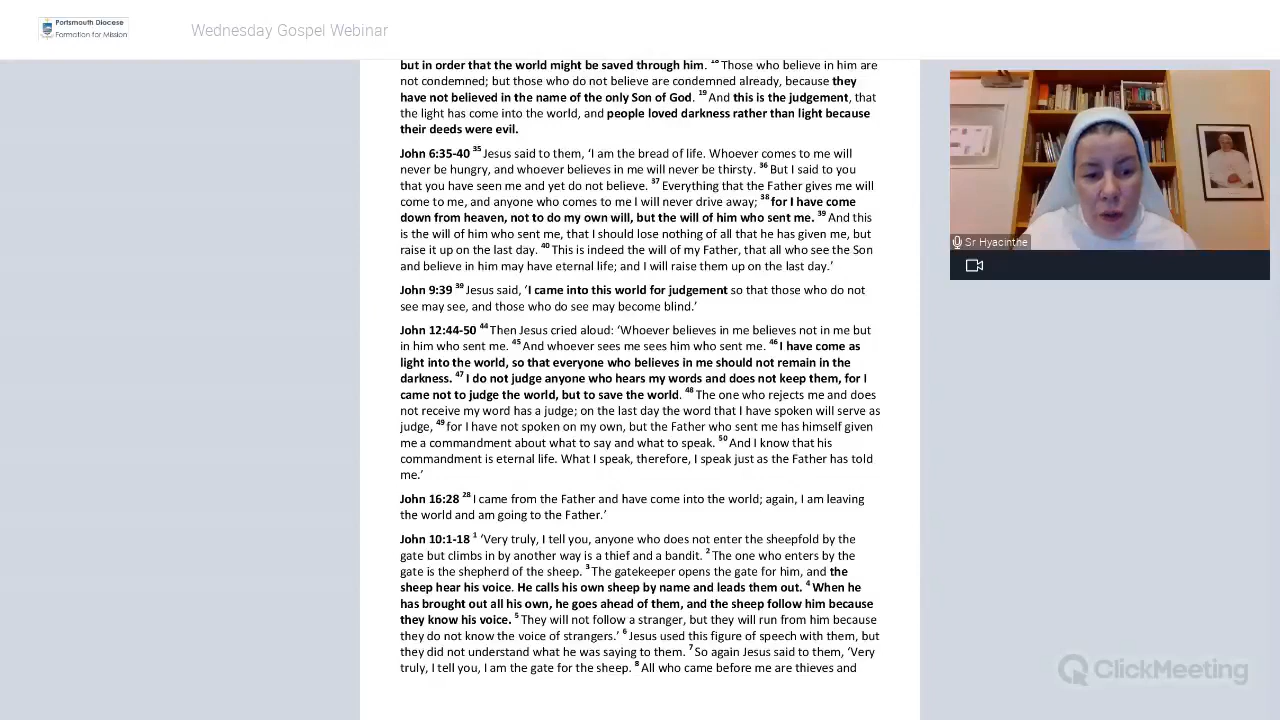 Portsmouth Diocese
Formation for Mission
Wednesday Gospel Webinar
but in order that the world might be saved through him. 18 Those who believe in him are
not condemned; but those who do not believe are condemned already, because they
have not believed in the name of the only Son of God. 19 And this is the judgement, that
the light has come into the world, and people loved darkness rather than light because
their deeds were evil.
John 6:35-40 35 Jesus said to them, ‘I am the bread of life. Whoever comes to me will
never be hungry, and whoever believes in me will never be thirsty. 36 But I said to you
that you have seen me and yet do not believe. 37 Everything that the Father gives me will
come to me, and anyone who comes to me I will never drive away; 38 for I have come
down from heaven, not to do my own will, but the will of him who sent me. 39 And this
is the will of him who sent me, that I should lose nothing of all that he has given me, but
raise it up on the last day. 40 This is indeed the will of my Father, that all who see the Son
and believe in him may have eternal life; and I will raise them up on the last day.’
John 9:39 39 Jesus said, ‘I came into this world for judgement so that those who do not
see may see, and those who do see may become blind.’
John 12:44-50 44 Then Jesus cried aloud: ‘Whoever believes in me believes not in me but
in him who sent me. 45 And whoever sees me sees him who sent me. 46 I have come as
light into the world, so that everyone who believes in me should not remain in the
darkness. 47 I do not judge anyone who hears my words and does not keep them, for I
came not to judge the world, but to save the world. 48 The one who rejects me and does
not receive my word has a judge; on the last day the word that I have spoken will serve as
judge, 49 for I have not spoken on my own, but the Father who sent me has himself given
me a commandment about what to say and what to speak. 50 And I know that his
commandment is eternal life. What I speak, therefore, I speak just as the Father has told
me.’
John 16:28 28 I came from the Father and have come into the world; again, I am leaving
the world and am going to the Father.’
John 10:1-18 1 ‘Very truly, I tell you, anyone who does not enter the sheepfold by the
gate but climbs in by another way is a thief and a bandit. 2 The one who enters by the
gate is the shepherd of the sheep. 3 The gatekeeper opens the gate for him, and the
sheep hear his voice. He calls his own sheep by name and leads them out. 4 When he
has brought out all his own, he goes ahead of them, and the sheep follow him because
they know his voice. 5 They will not follow a stranger, but they will run from him because
they do not know the voice of strangers.’ 6 Jesus used this figure of speech with them, but
they did not understand what he was saying to them. 7 So again Jesus said to them, ‘Very
truly, I tell you, I am the gate for the sheep. 8 All who came before me are thieves and
Sr Hyacinthe
ClickMeeting